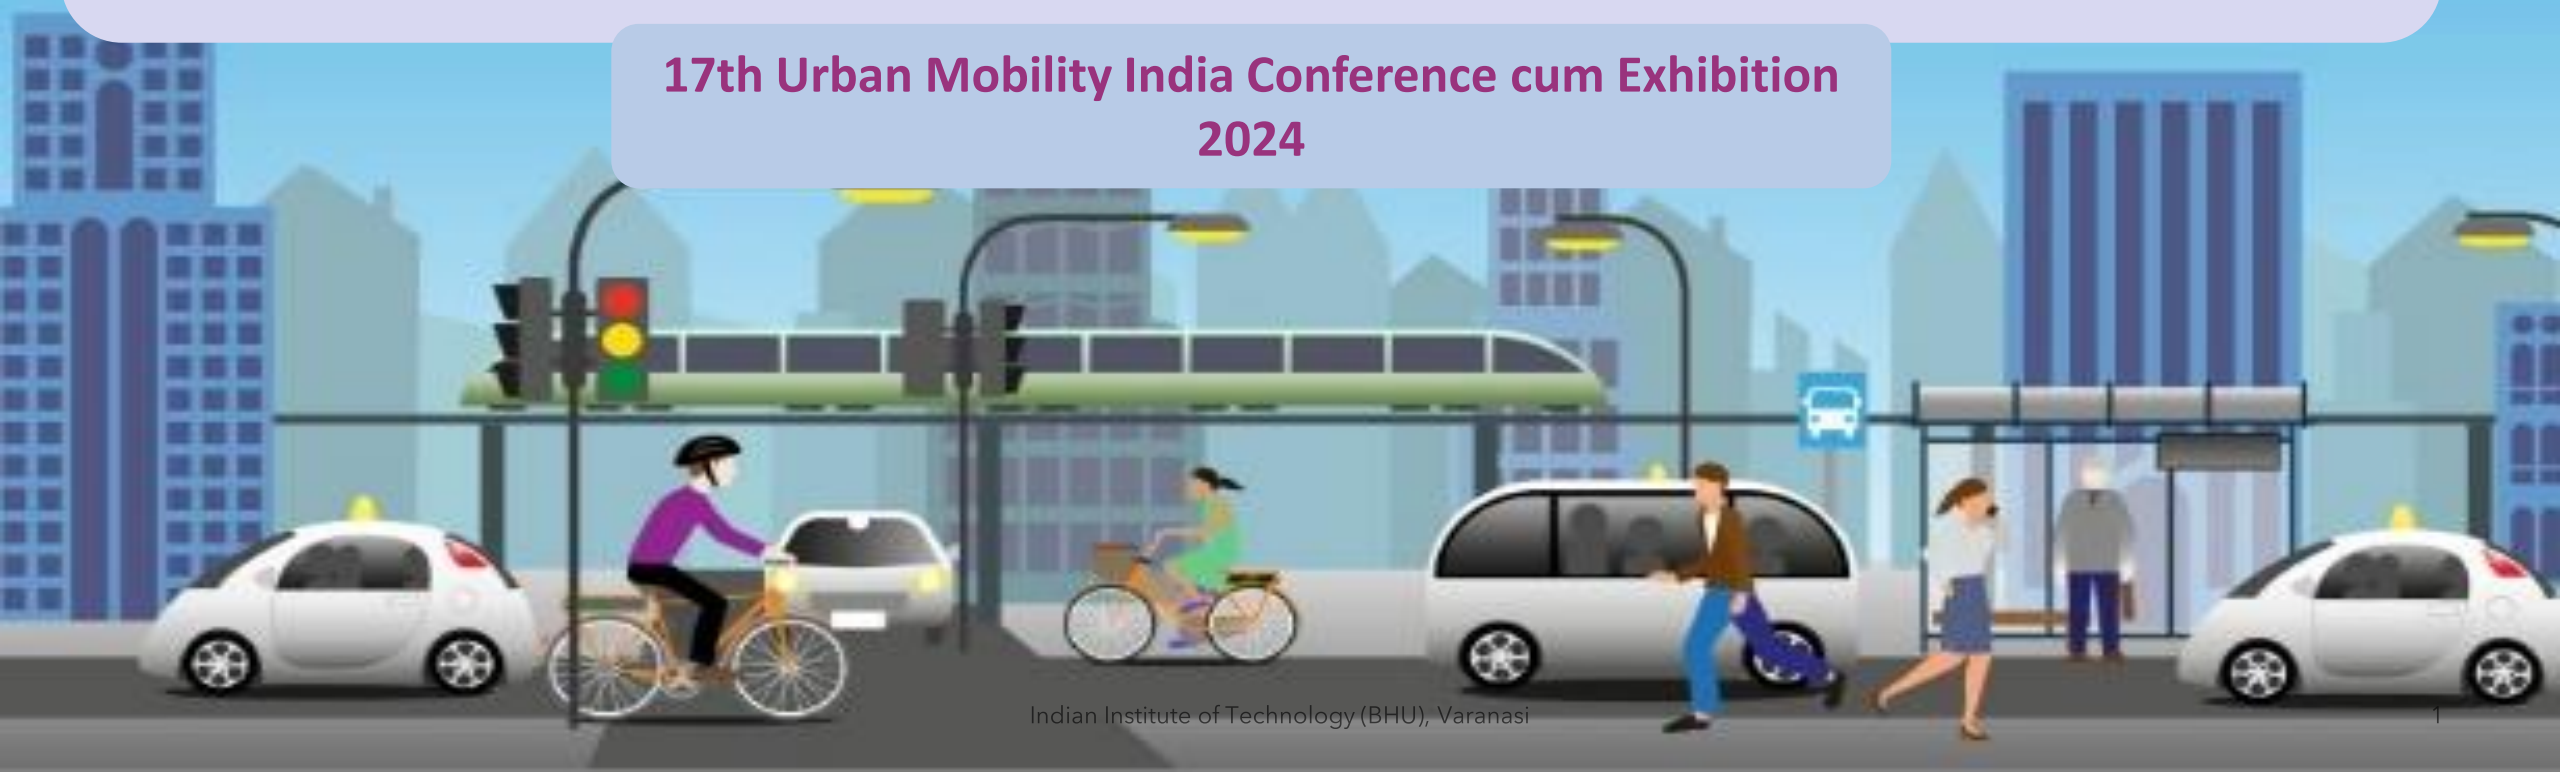 17th Urban Mobility India Conference cum Exhibition
2024
Indian Institute of Technology (BHU), Varanasi
1